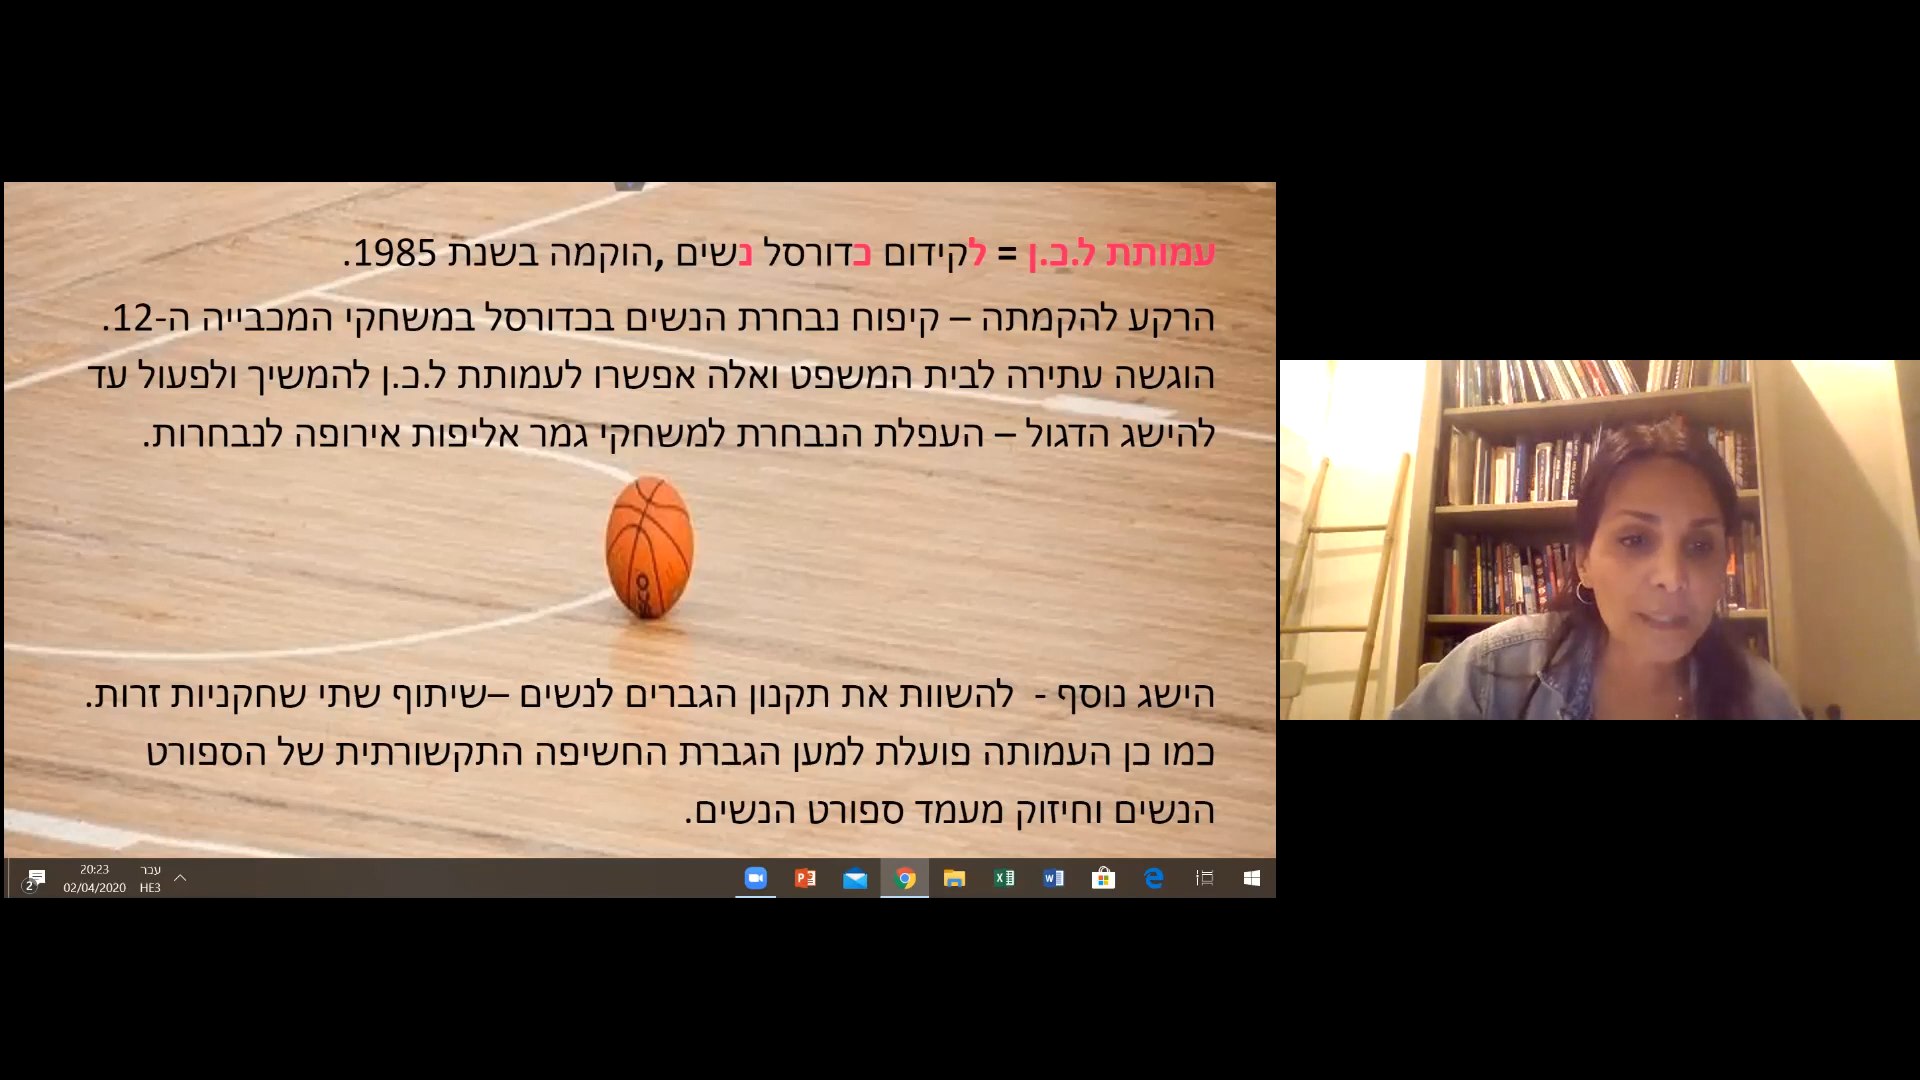 עמותת ל.כ.ן = לקידום כדורסל נשים ,הוקמה בשנת 1985.
הרקע להקמתה – קיפוח נבחרת הנשים בכדורסל במשחקי המכבייה ה-12.
הוגשה עתירה לבית המשפט ואלה אפשרו לעמותת ל.כ.ן להמשיך ולפעול עד
להישג הדגול – העפלת הנבחרת למשחקי גמר אליפות אירופה לנבחרות.
הישג נוסף - להשוות את תקנון הגברים לנשים –שיתוף שתי שחקניות זרות.
כמו כן העמותה פועלת למען הגברת החשיפה התקשורתית של הספורט
הנשים וחיזוק מעמד ספורט הנשים.
20:23 עבר
02/04/2020 HE3
2